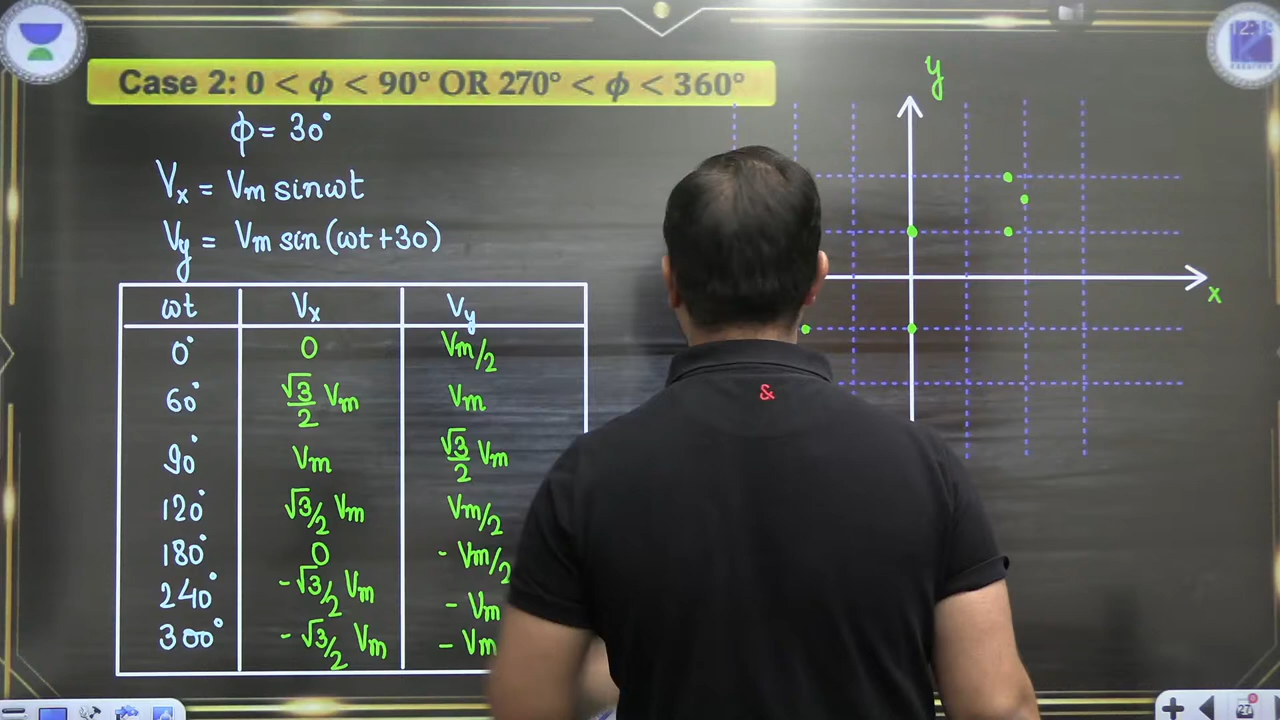 Case 2: 0 < ϕ < 90° OR 270° < ϕ < 360°
ϕ = 30°
Vx = Vm sinωt
Vy = Vm sin(ωt+30)
ωt Vx Vy
0° 0 Vm/2
60° √3/2 Vm Vm
90° Vm √3/2 Vm
120° √3/2 Vm Vm/2
180° 0 - Vm/2
240° -√3/2 Vm - Vm
300° -√3/2 Vm - Vm
y
x
&
27